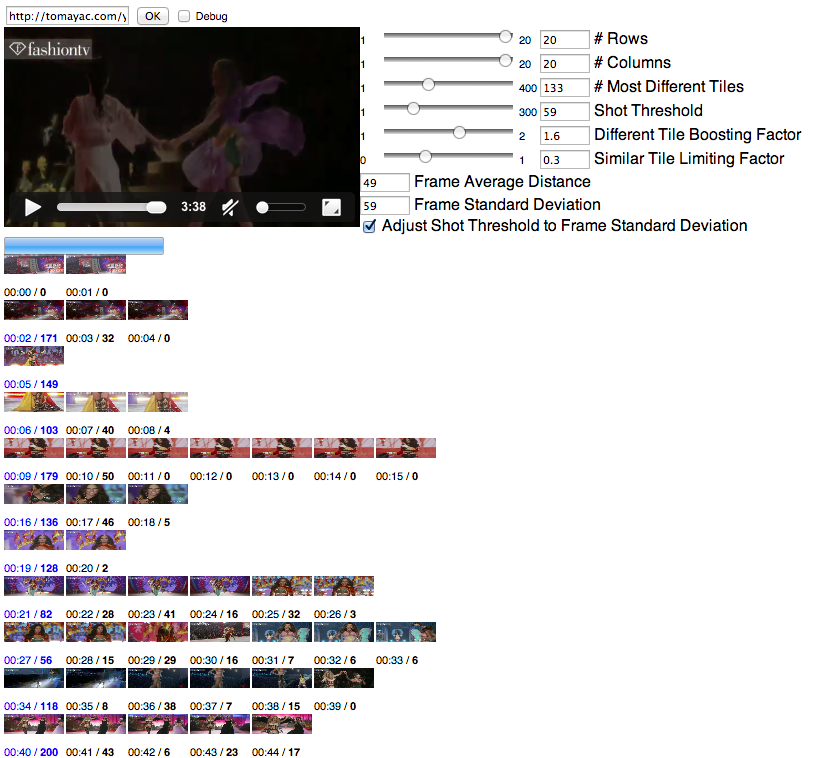 http://tomayac.com/y OK Debug
fashiontv
3:38
1 20 20 # Rows
1 20 20 # Columns
1 400 133 # Most Different Tiles
1 300 59 Shot Threshold
1 2 1.6 Different Tile Boosting Factor
0 1 0.3 Similar Tile Limiting Factor
49 Frame Average Distance
59 Frame Standard Deviation
Adjust Shot Threshold to Frame Standard Deviation
00:00 / 0 00:01 / 0
00:02 / 171 00:03 / 32 00:04 / 0
00:05 / 149
00:06 / 103 00:07 / 40 00:08 / 4
00:09 / 179 00:10 / 50 00:11 / 0 00:12 / 0 00:13 / 0 00:14 / 0 00:15 / 0
00:16 / 136 00:17 / 46 00:18 / 5
00:19 / 128 00:20 / 2
00:21 / 82 00:22 / 28 00:23 / 41 00:24 / 16 00:25 / 32 00:26 / 3
00:27 / 56 00:28 / 15 00:29 / 29 00:30 / 16 00:31 / 7 00:32 / 6 00:33 / 6
00:34 / 118 00:35 / 8 00:36 / 38 00:37 / 7 00:38 / 15 00:39 / 0
00:40 / 200 00:41 / 43 00:42 / 6 00:43 / 23 00:44 / 17